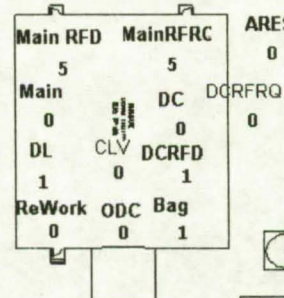 Main RFD MainRFRC ARES
5 5 0
Main DC DCRFRQ
0 0 0
DL CLV DCRFD
1 0 1
ReWork ODC Bag
0 0 1